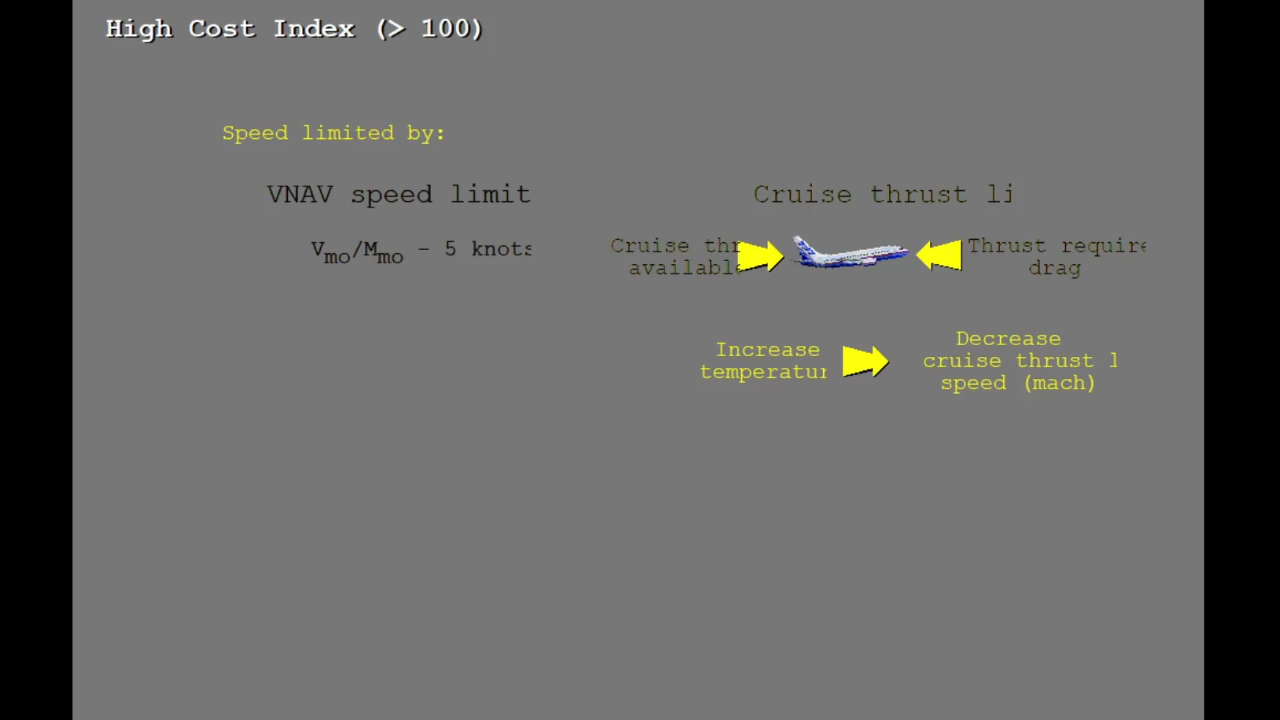 High Cost Index (> 100)
Speed limited by:
VNAV speed limit
Cruise thrust li
Vmo/Mmo - 5 knots
Cruise thr
available
Thrust require
drag
Increase
temperatur
Decrease
cruise thrust l
speed (mach)